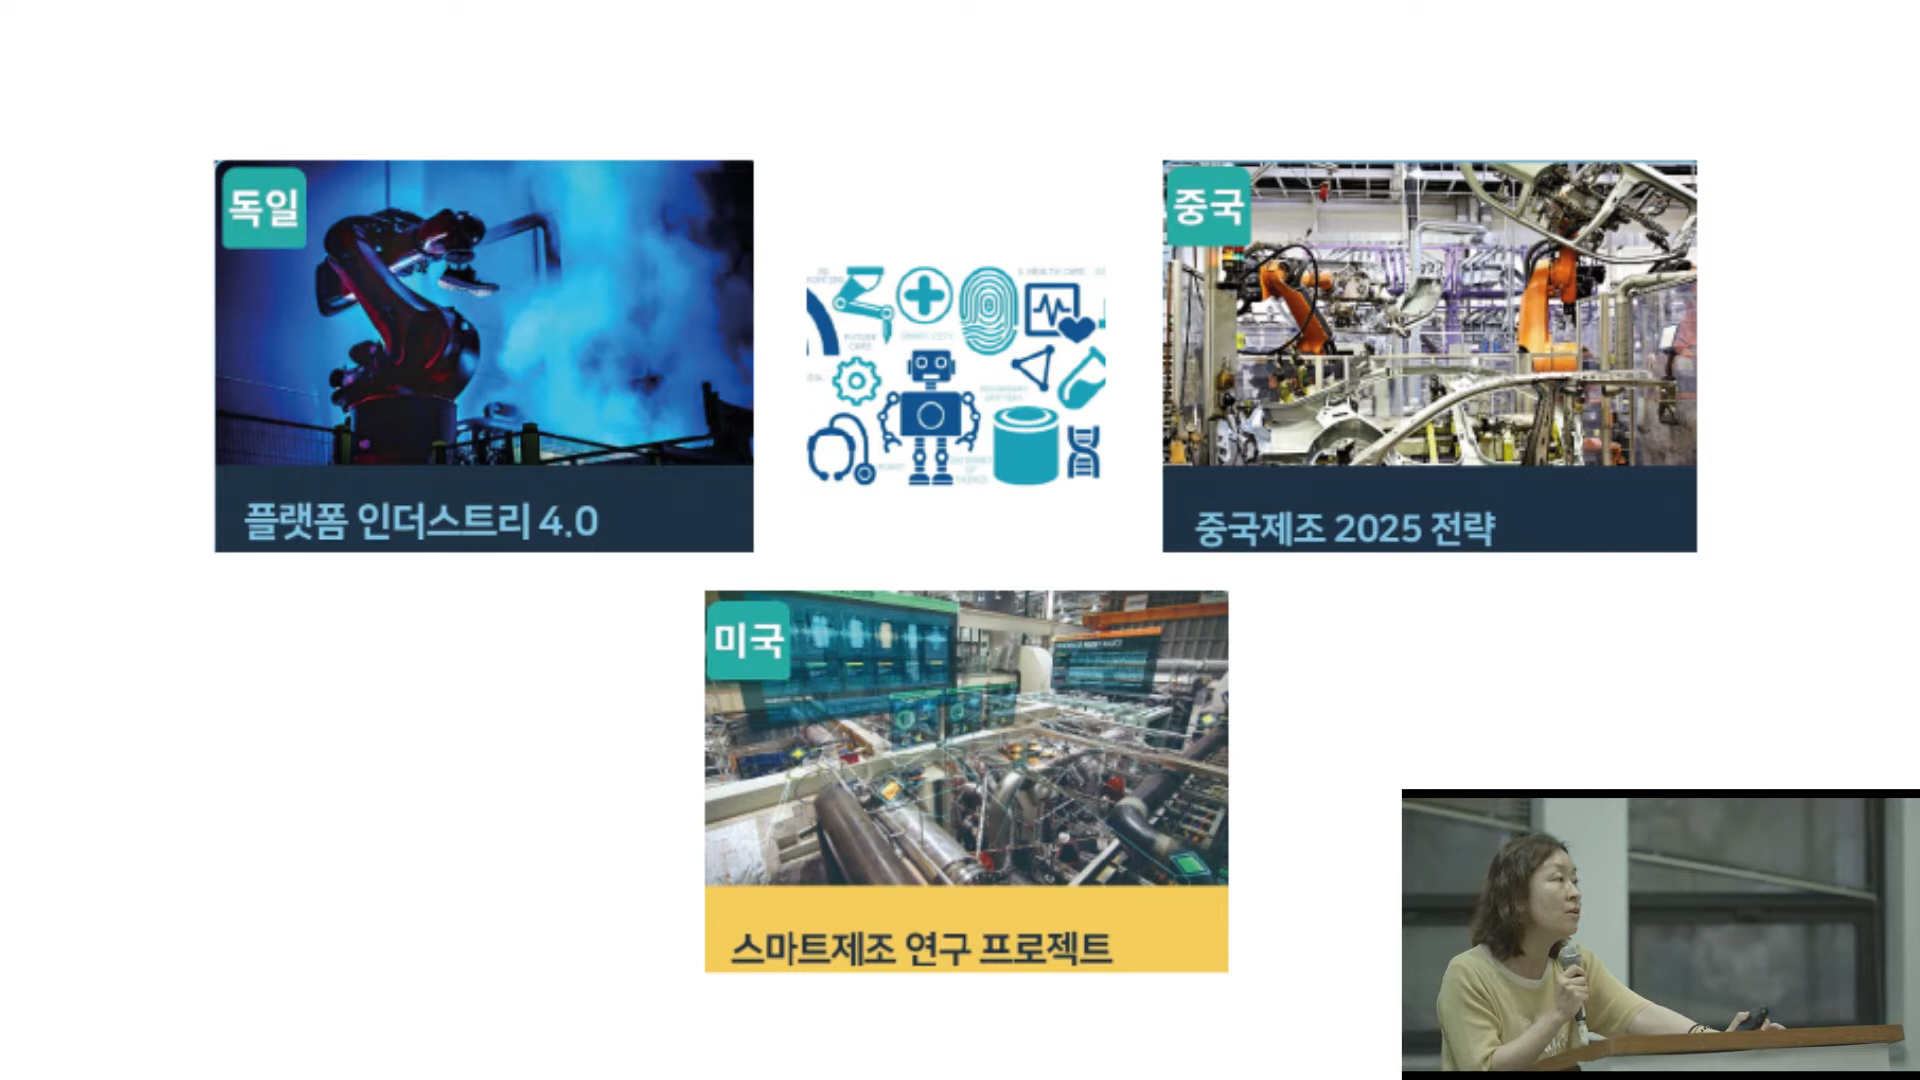 독일
플랫폼 인더스트리 4.0
중국
중국제조 2025 전략
미국
스마트제조 연구 프로젝트